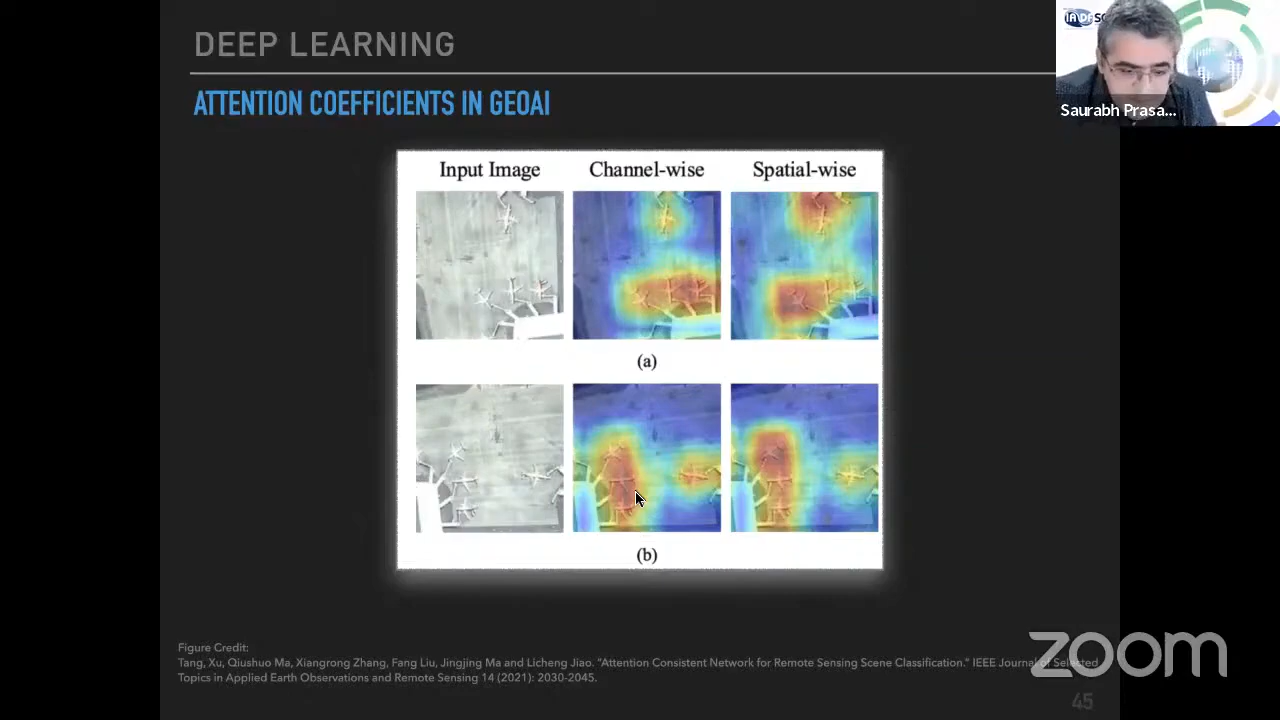 DEEP LEARNING
ATTENTION COEFFICIENTS IN GEOAI
Saurabh Prasa...
Input Image Channel-wise Spatial-wise
(a)
(b)
Figure Credit:
Tang, Xu, Qiushuo Ma, Xiangrong Zhang, Fang Liu, Jingjing Ma and Licheng Jiao. "Attention Consistent Network for Remote Sensing Scene Classification." IEEE Journal of Selected
Topics in Applied Earth Observations and Remote Sensing 14 (2021): 2030-2045.
zoom
45